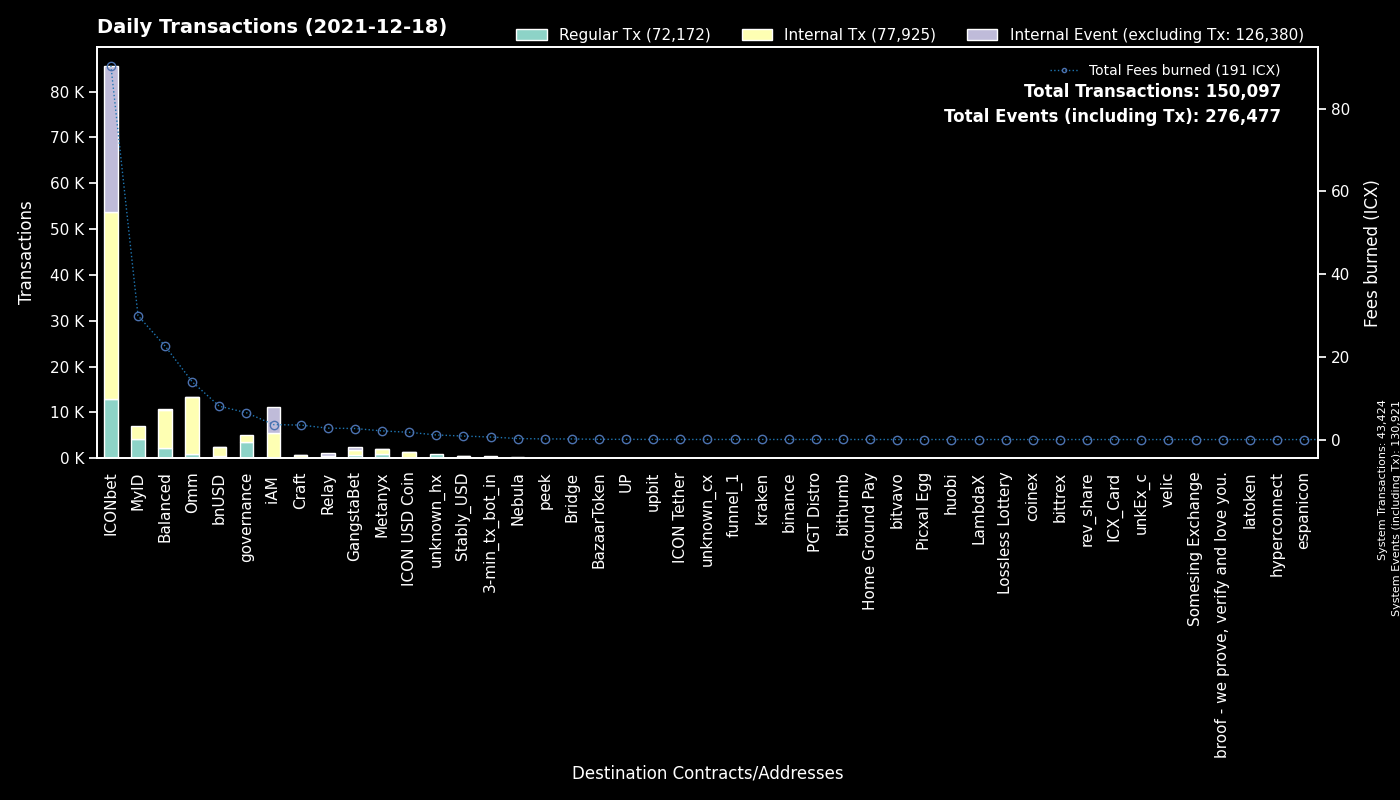 Daily Transactions (2021-12-18)
Regular Tx (72,172)
Internal Tx (77,925)
Internal Event (excluding Tx: 126,380)
Total Fees burned (191 ICX)
Total Transactions: 150,097
Total Events (including Tx): 276,477
Transactions
80 K
70 K
60 K
50 K
40 K
30 K
20 K
10 K
0 K
80
60
40
20
0
Fees burned (ICX)
System Transactions: 43,424
System Events including Tx): 130,921
ICONbet
MyID
Balanced
Omm
bnUSD
governance
iAM
Craft
Relay
GangstaBet
Metanyx
ICON USD Coin
unknown_hx
Stably_USD
3-min_tx_bot_in
Nebula
peek
Bridge
BazaarToken
UP
upbit
ICON Tether
unknown_cx
funnel_1
kraken
binance
PGT Distro
bithumb
Home Ground Pay
bitvavo
Picxal Egg
huobi
LambdaX
Lossless Lottery
coinex
bittrex
rev_share
ICX_Card
unkEx_c
velic
Somesing Exchange
broof - we prove, verify and love you.
latoken
hyperconnect
espanicon
Destination Contracts/Addresses